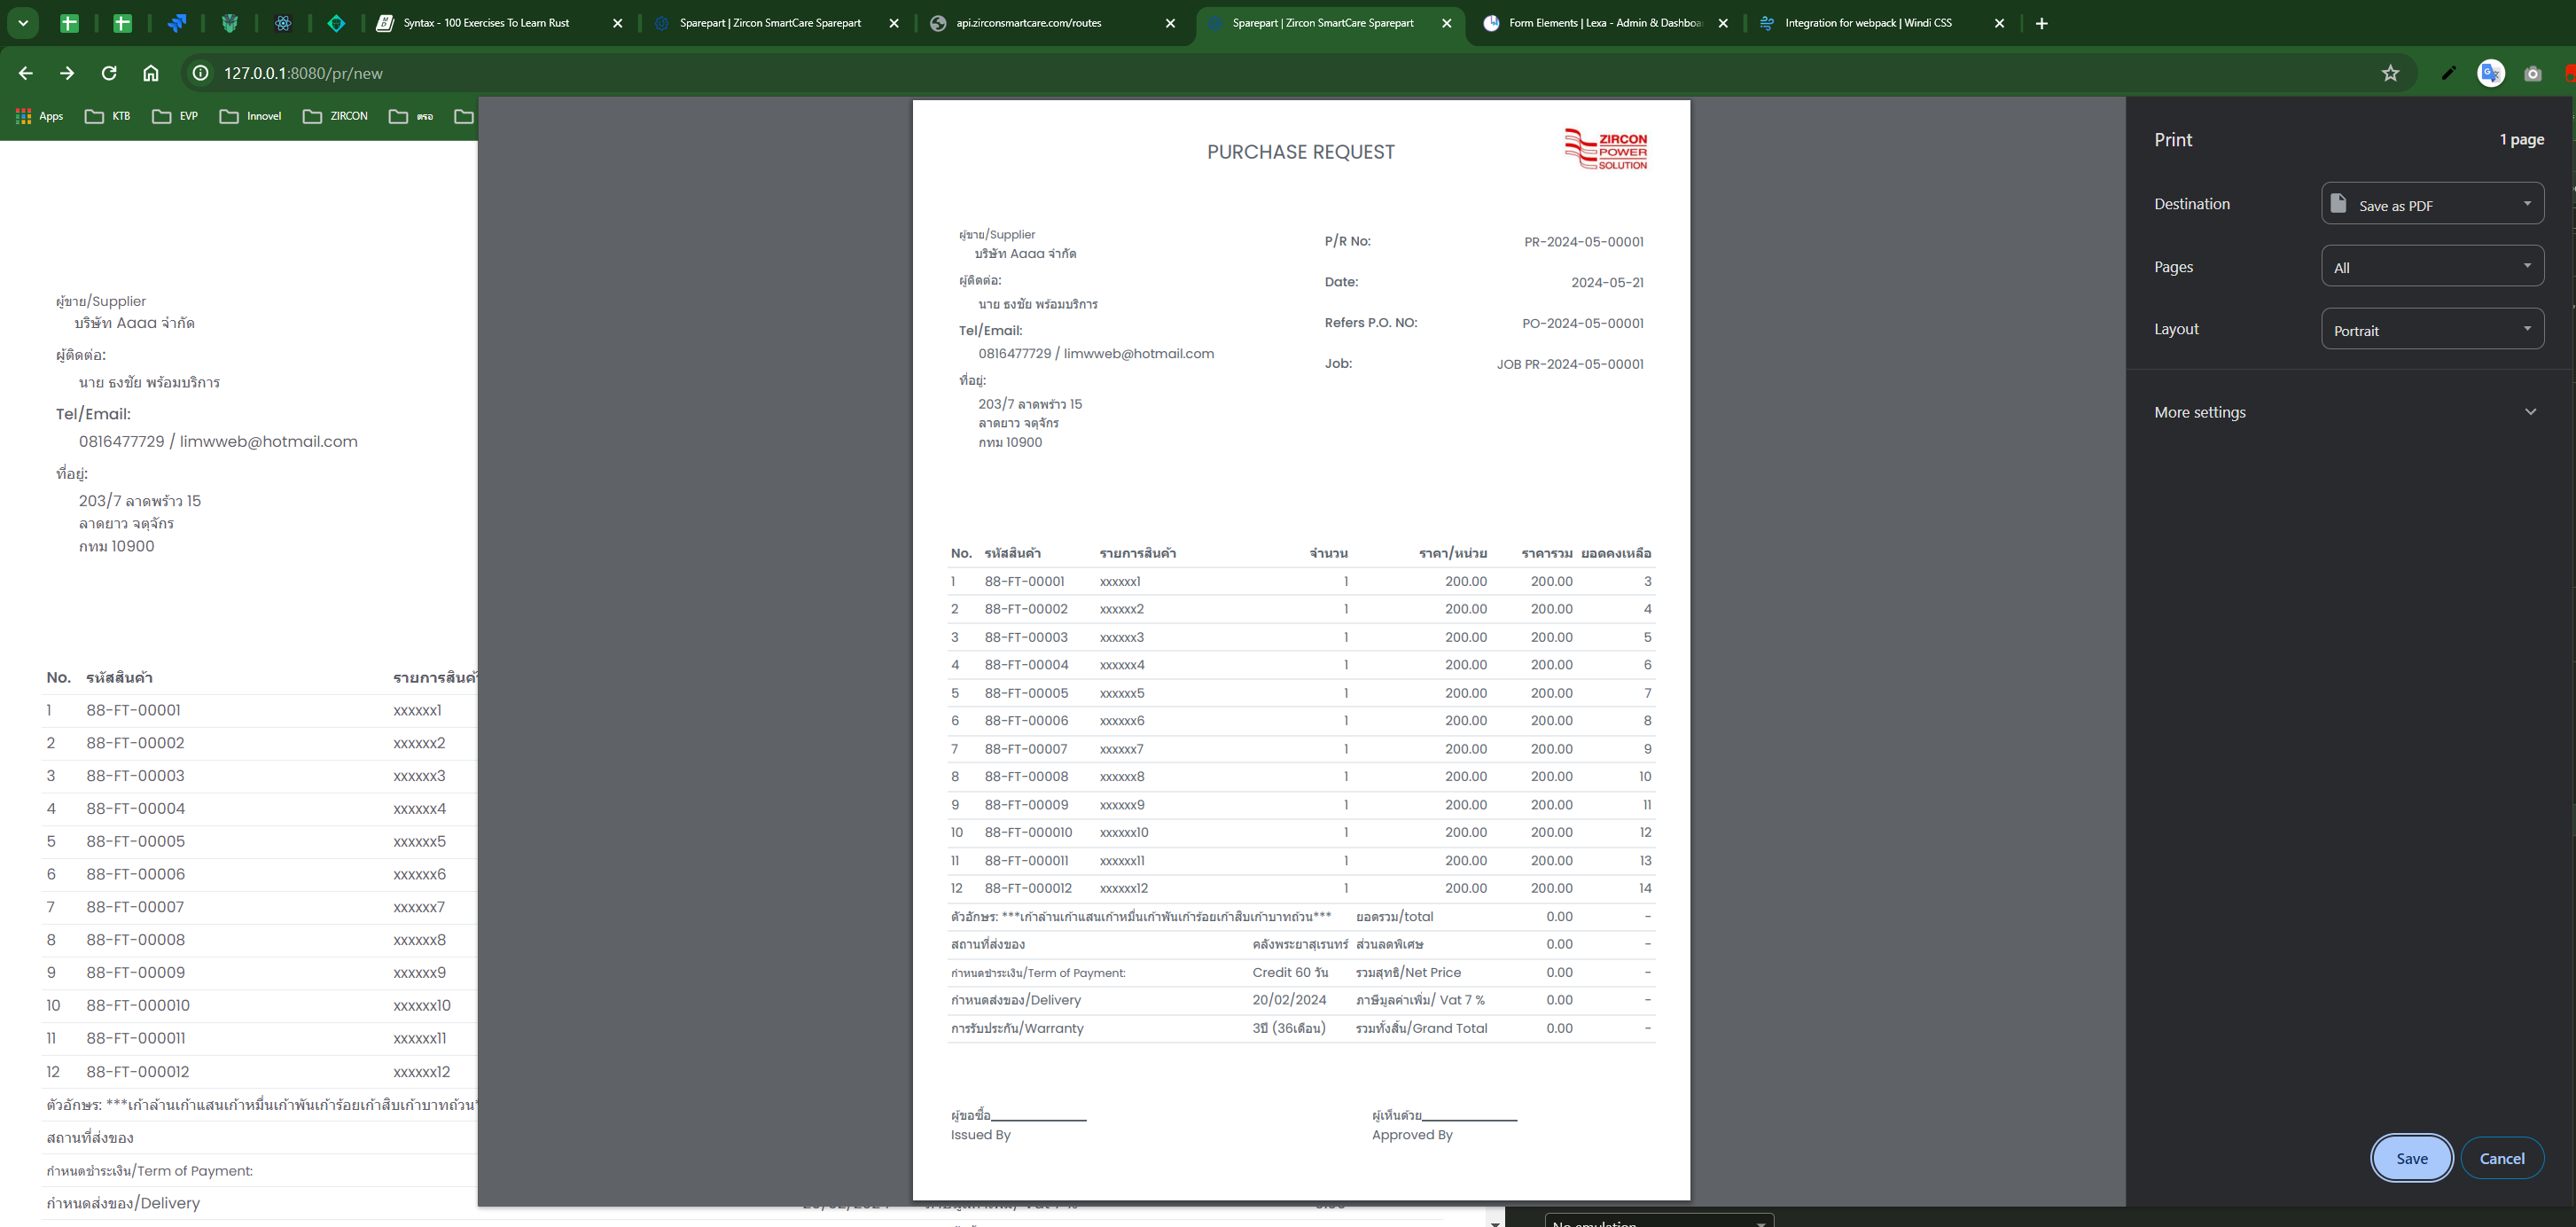 Syntax - 100 Exercises To Learn Rust
Sparepart | Zircon SmartCare Sparepart
api.zirconsmartcare.com/routes
Sparepart | Zircon SmartCare Sparepart
Form Elements | Lexa - Admin & Dashboa
Integration for webpack | Windi CSS
127.0.0.1:8080/pr/new
Apps
KTB
EVP
Innovel
ZIRCON
ตรอ
ผู้ขาย/Supplier
บริษัท Aaaa จำกัด
ผู้ติดต่อ:
นาย ธงชัย พร้อมบริการ
Tel/Email:
0816477729 / limwweb@hotmail.com
ที่อยู่:
203/7 ลาดพร้าว 15
ลาดยาว จตุจักร
กทม 10900
No. รหัสสินค้า รายการสินค้
1 88-FT-00001 xxxxxx1
2 88-FT-00002 xxxxxx2
3 88-FT-00003 xxxxxx3
4 88-FT-00004 xxxxxx4
5 88-FT-00005 xxxxxx5
6 88-FT-00006 xxxxxx6
7 88-FT-00007 xxxxxx7
8 88-FT-00008 xxxxxx8
9 88-FT-00009 xxxxxx9
10 88-FT-000010 xxxxxx10
11 88-FT-000011 xxxxxx11
12 88-FT-000012 xxxxxx12
ตัวอักษร: ***เก้าล้านเก้าแสนเก้าหมื่นเก้าพันเก้าร้อยเก้าสิบเก้าบาทถ้วน*
สถานที่ส่งของ
กำหนดชำระเงิน/Term of Payment:
กำหนดส่งของ/Delivery
PURCHASE REQUEST
ZIRCON
POWER
SOLUTION
ผู้ขาย/Supplier
บริษัท Aaaa จำกัด
ผู้ติดต่อ:
นาย ธงชัย พร้อมบริการ
Tel/Email:
0816477729 / limwweb@hotmail.com
ที่อยู่:
203/7 ลาดพร้าว 15
ลาดยาว จตุจักร
กทม 10900
P/R No: PR-2024-05-00001
Date: 2024-05-21
Refers P.O. NO: PO-2024-05-00001
Job: JOB PR-2024-05-00001
No. รหัสสินค้า รายการสินค้า จำนวน ราคา/หน่วย ราคารวม ยอดคงเหลือ
1 88-FT-00001 xxxxxx1 1 200.00 200.00 3
2 88-FT-00002 xxxxxx2 1 200.00 200.00 4
3 88-FT-00003 xxxxxx3 1 200.00 200.00 5
4 88-FT-00004 xxxxxx4 1 200.00 200.00 6
5 88-FT-00005 xxxxxx5 1 200.00 200.00 7
6 88-FT-00006 xxxxxx6 1 200.00 200.00 8
7 88-FT-00007 xxxxxx7 1 200.00 200.00 9
8 88-FT-00008 xxxxxx8 1 200.00 200.00 10
9 88-FT-00009 xxxxxx9 1 200.00 200.00 11
10 88-FT-000010 xxxxxx10 1 200.00 200.00 12
11 88-FT-000011 xxxxxx11 1 200.00 200.00 13
12 88-FT-000012 xxxxxx12 1 200.00 200.00 14
ตัวอักษร: ***เก้าล้านเก้าแสนเก้าหมื่นเก้าพันเก้าร้อยเก้าสิบเก้าบาทถ้วน*** ยอดรวม/total 0.00 -
สถานที่ส่งของ คลังพระยาสุเรนทร์ ส่วนลดพิเศษ 0.00 -
กำหนดชำระเงิน/Term of Payment: Credit 60 วัน รวมสุทธิ/Net Price 0.00 -
กำหนดส่งของ/Delivery 20/02/2024 ภาษีมูลค่าเพิ่ม/ Vat 7 % 0.00 -
การรับประกัน/Warranty 3ปี (36เดือน) รวมทั้งสิ้น/Grand Total 0.00 -
ผู้ขอซื้อ ผู้เห็นด้วย
Issued By Approved By
Print 1 page
Destination Save as PDF
Pages All
Layout Portrait
More settings
Save Cancel